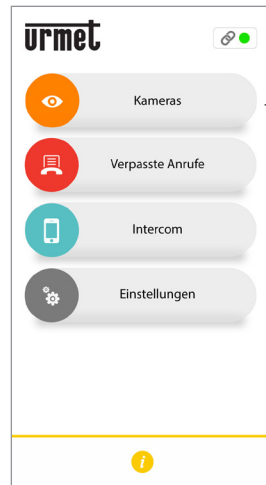 urmet
Kameras
Verpasste Anrufe
Intercom
Einstellungen
i